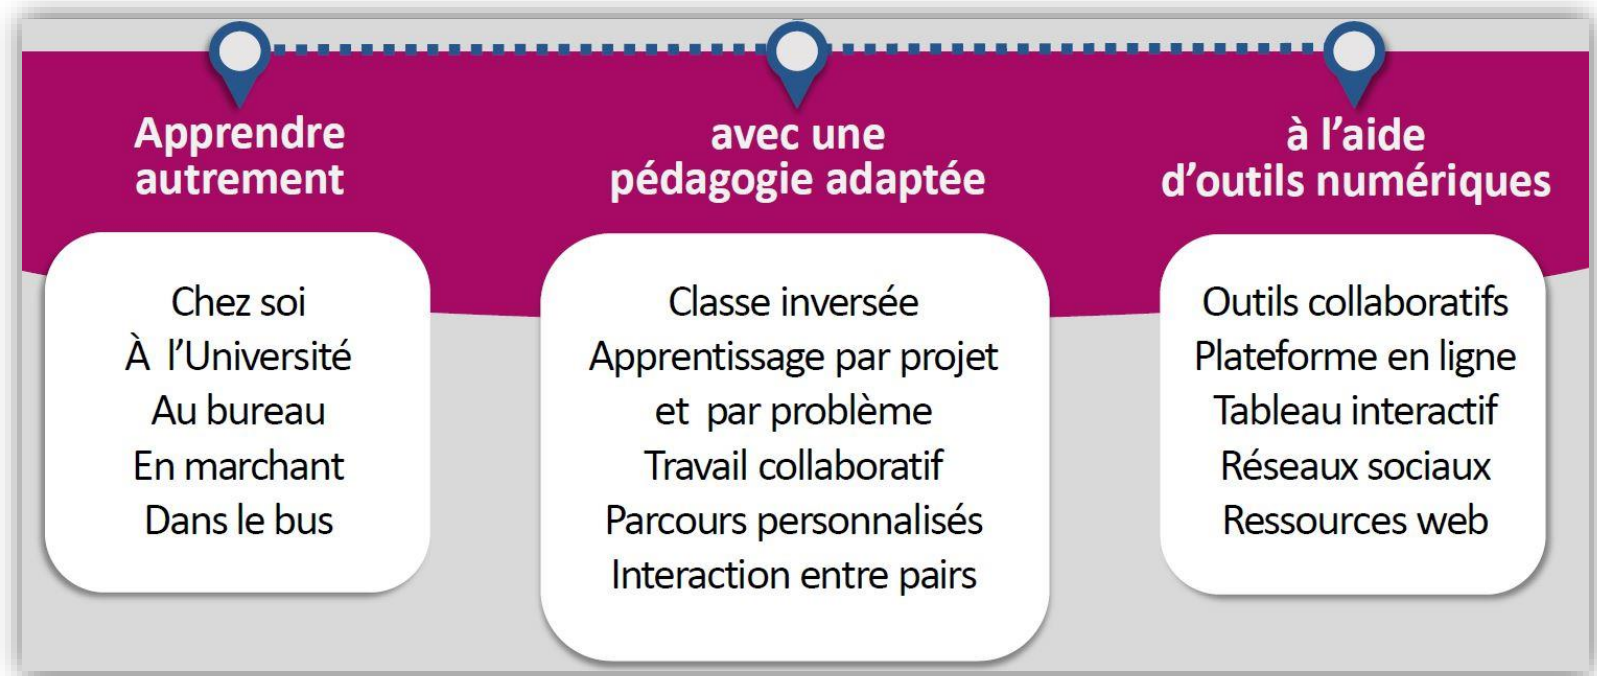 Apprendre
autrement
Chez soi
À l'Université
Au bureau
En marchant
Dans le bus
avec une
pédagogie adaptée
Classe inversée
Apprentissage par projet
et par problème
Travail collaboratif
Parcours personnalisés
Interaction entre pairs
à l'aide
d'outils numériques
Outils collaboratifs
Plateforme en ligne
Tableau interactif
Réseaux sociaux
Ressources web